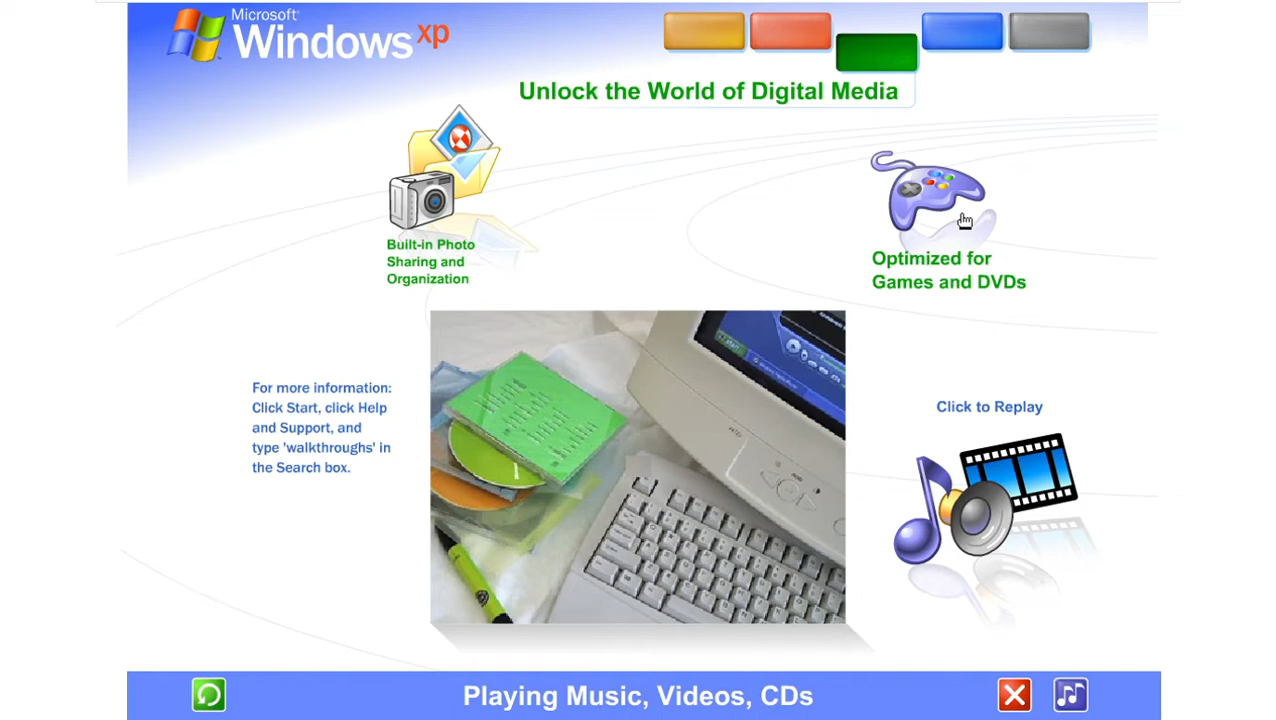 Microsoft
Windows xp
Unlock the World of Digital Media
Built-in Photo
Sharing and
Organization
Optimized for
Games and DVDs
For more information:
Click Start, click Help
and Support, and
type 'walkthroughs' in
the Search box.
Click to Replay
Playing Music, Videos, CDs